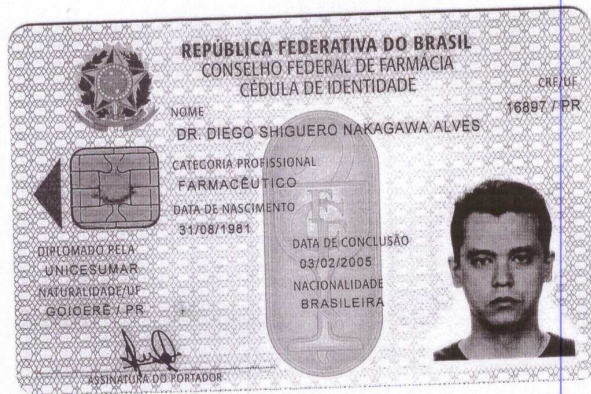 REPÚBLICA FEDERATIVA DO BRASIL
CONSELHO FEDERAL DE FARMÁCIA
CÉDULA DE IDENTIDADE
CRF/UF
16897 / PR
NOME
DR. DIEGO SHIGUERO NAKAGAWA ALVES
CATEGORIA PROFISSIONAL
FARMACÊUTICO
DATA DE NASCIMENTO
31/08/1981
DIPLOMADO PELA
UNICESUMAR
DATA DE CONCLUSÃO
03/02/2005
NATURALIDADE/UF
GOIOERÊ / PR
NACIONALIDADE
BRASILEIRA
ASSINATURA DO PORTADOR